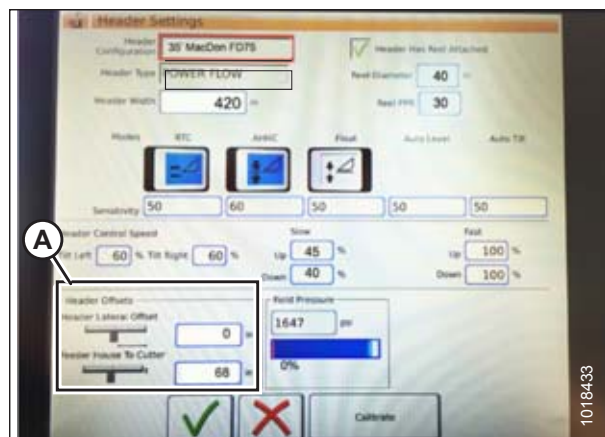 Header Settings
Header Configuration 35' MacDon FD75 Header Has Reel Attached
Header Type POWER FLOW Reel Diameter 40 in
Header Width 420 in Reel PPR 30
Modes RTC AHHC Float Auto Level Auto Tilt
Sensitivity 50 60 50 50 50
Header Control Speed Slow Fast
Tilt Left 60 % Tilt Right 60 % Up 45 % Up 100 %
Down 40 % Down 100 %
A
Header Offsets Float Pressure
Header Lateral Offset 1647
0 in
Feeder House To Cutter 0%
68 in
Calibrate
1018433